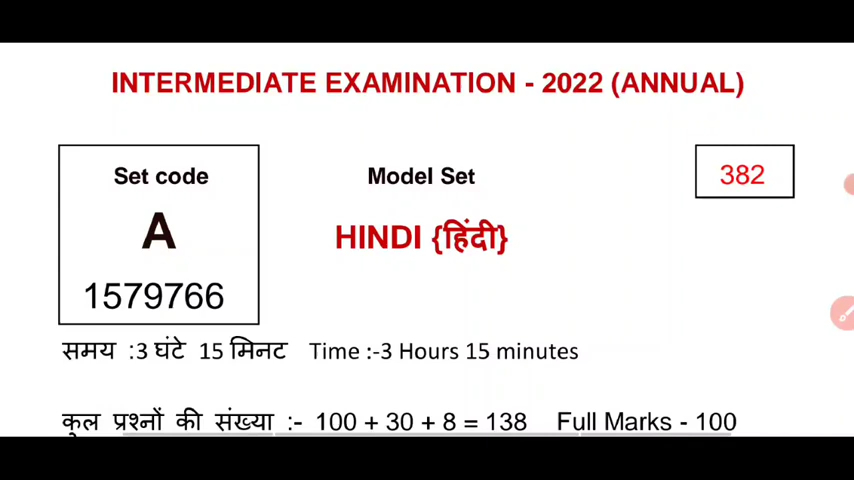 INTERMEDIATE EXAMINATION - 2022 (ANNUAL)
Set code
A
1579766
Model Set
HINDI {हिंदी}
382
समय :3 घंटे 15 मिनट Time :-3 Hours 15 minutes
कुल प्रश्नों की संख्या :- 100 + 30 + 8 = 138 Full Marks - 100